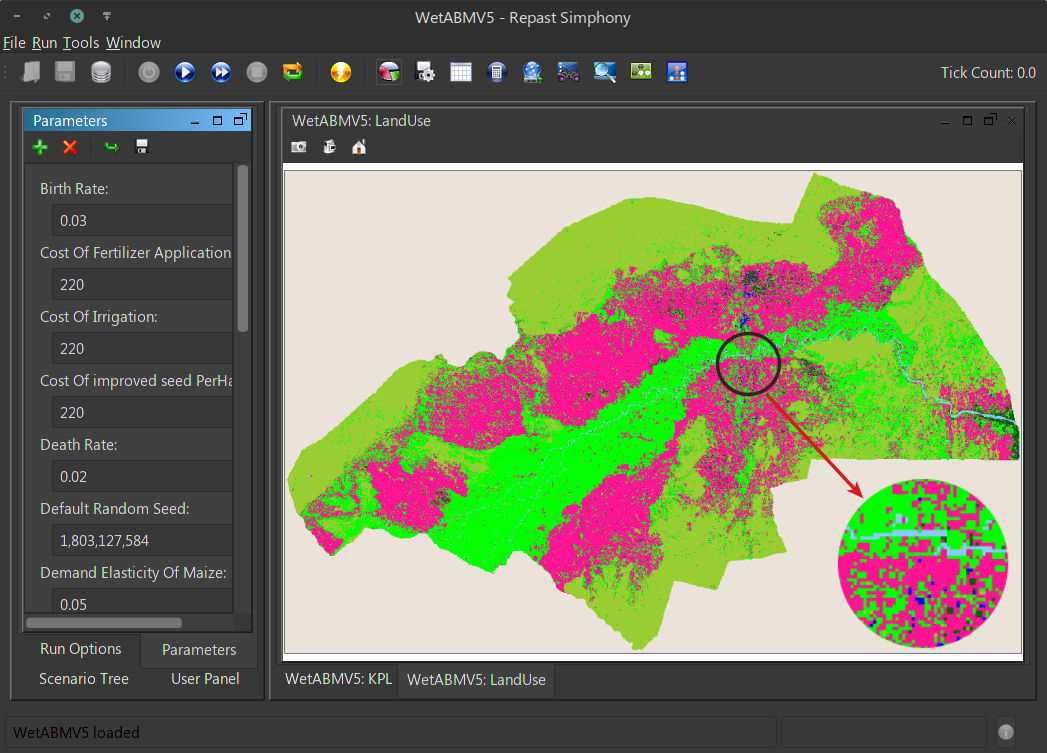 WetABMV5 - Repast Simphony
File Run Tools Window
Tick Count: 0.0
Parameters
Birth Rate:
0.03
Cost Of Fertilizer Application
220
Cost Of Irrigation:
220
Cost Of improved seed PerHa
220
Death Rate:
0.02
Default Random Seed:
1,803,127,584
Demand Elasticity Of Maize:
0.05
Run Options
Parameters
Scenario Tree
User Panel
WetABMV5: LandUse
WetABMV5: KPL
WetABMV5: LandUse
WetABMV5 loaded